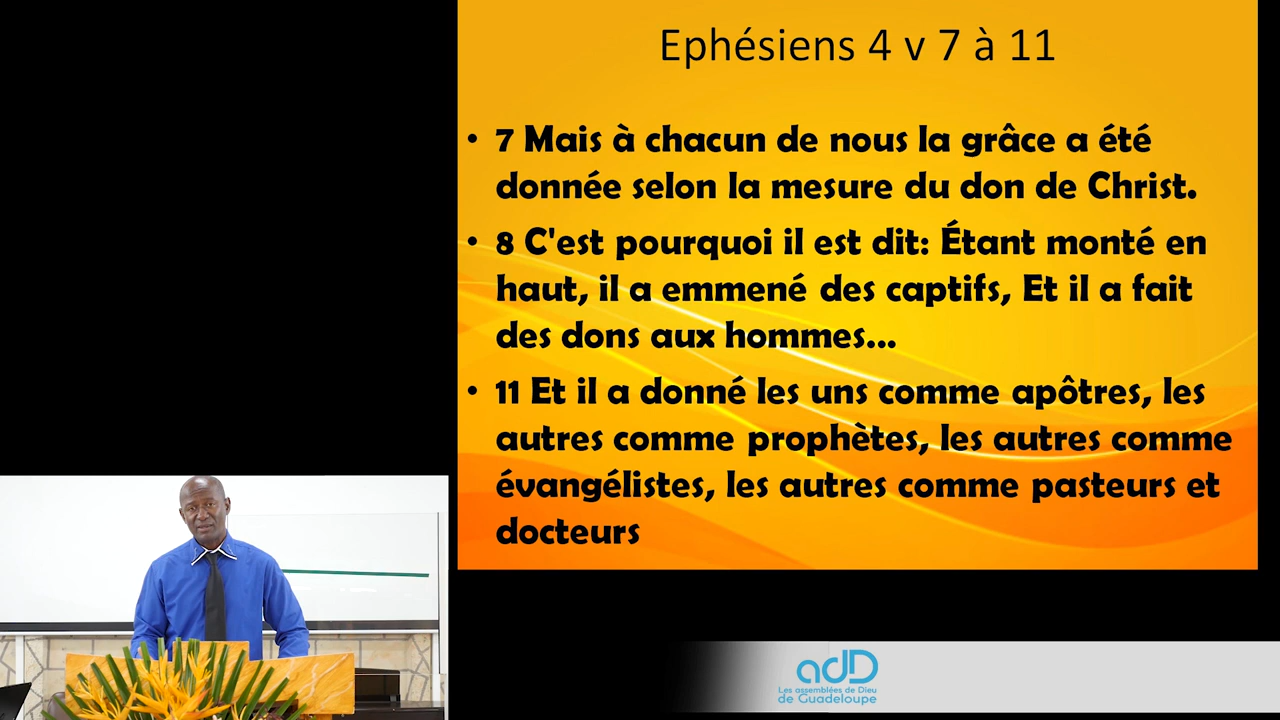 Ephésiens 4 v 7 à 11
• 7 Mais à chacun de nous la grâce a été
donnée selon la mesure du don de Christ.
• 8 C'est pourquoi il est dit: Étant monté en
haut, il a emmené des captifs, Et il a fait
des dons aux hommes...
• 11 Et il a donné les uns comme apôtres, les
autres comme prophètes, les autres comme
évangélistes, les autres comme pasteurs et
docteurs
adD
Les assemblées de Dieu
de Guadeloupe